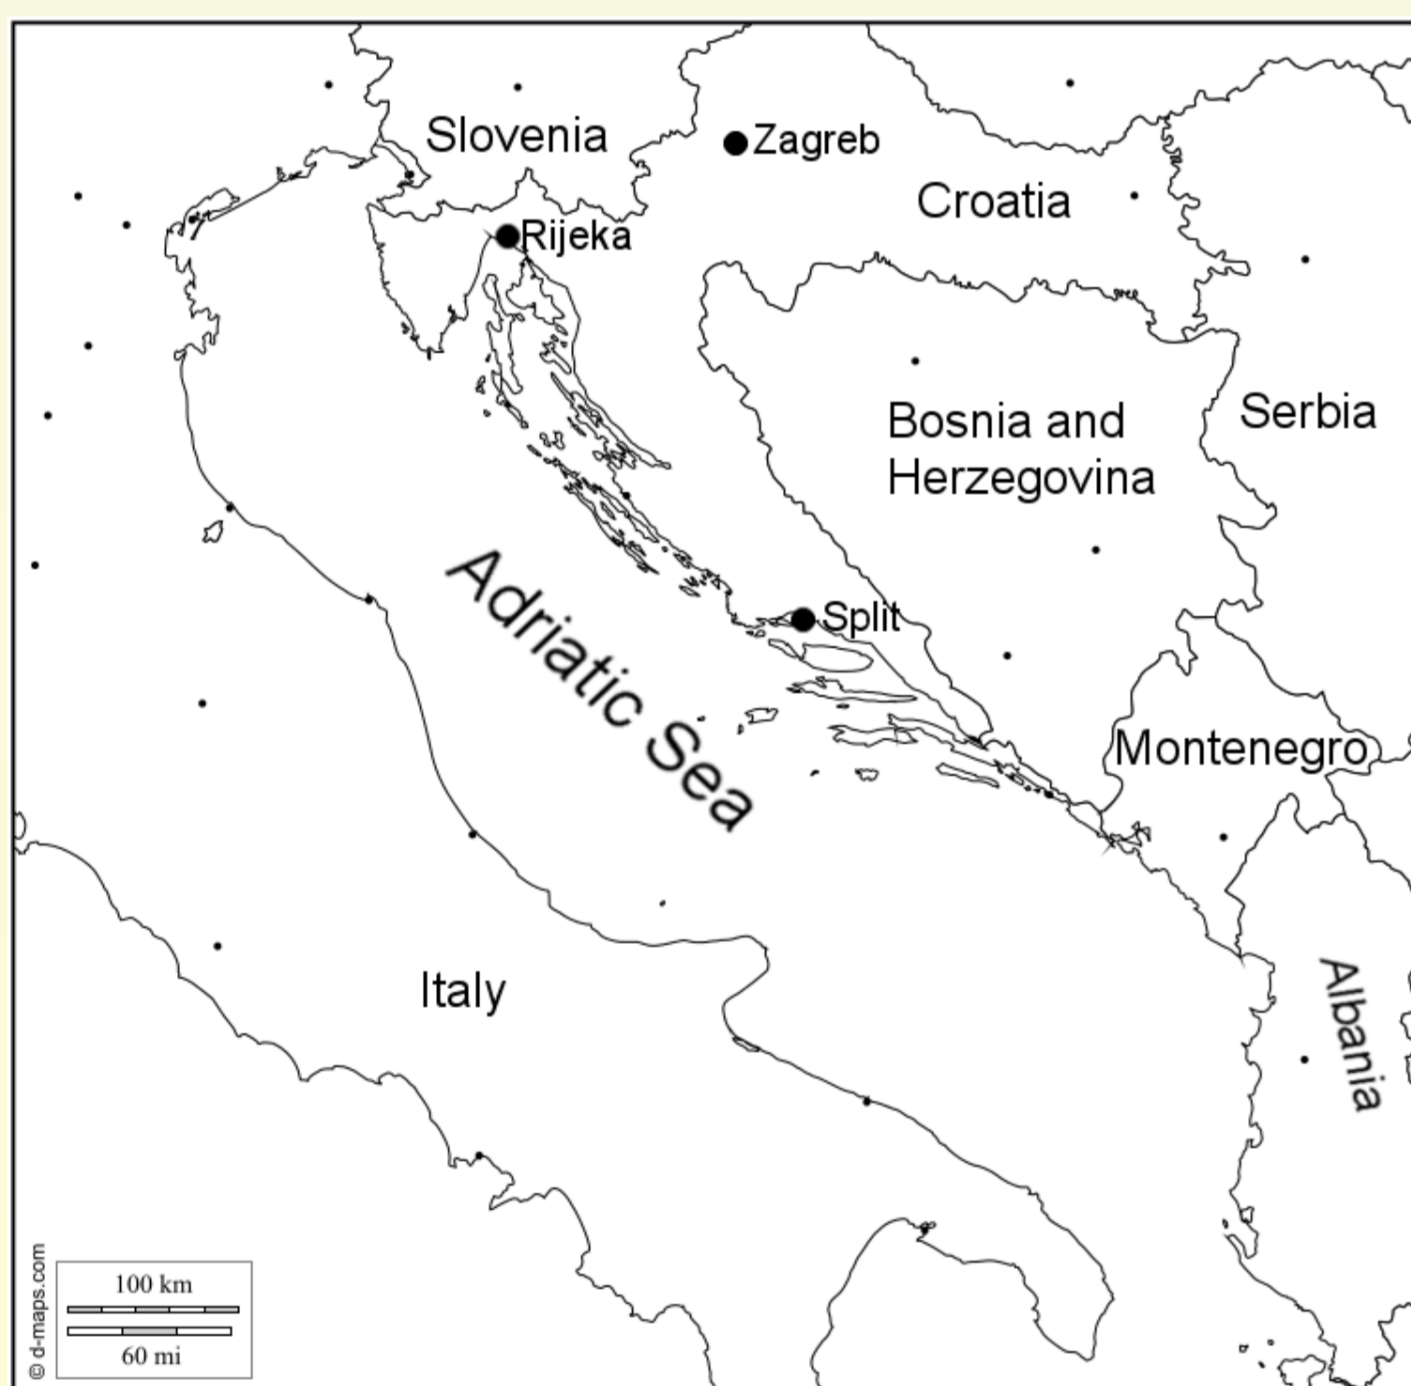 Slovenia
Zagreb
Croatia
Rijeka
Bosnia and
Herzegovina
Serbia
Adriatic Sea
Split
Montenegro
Italy
Albania
100 km
60 mi
© d-maps.com